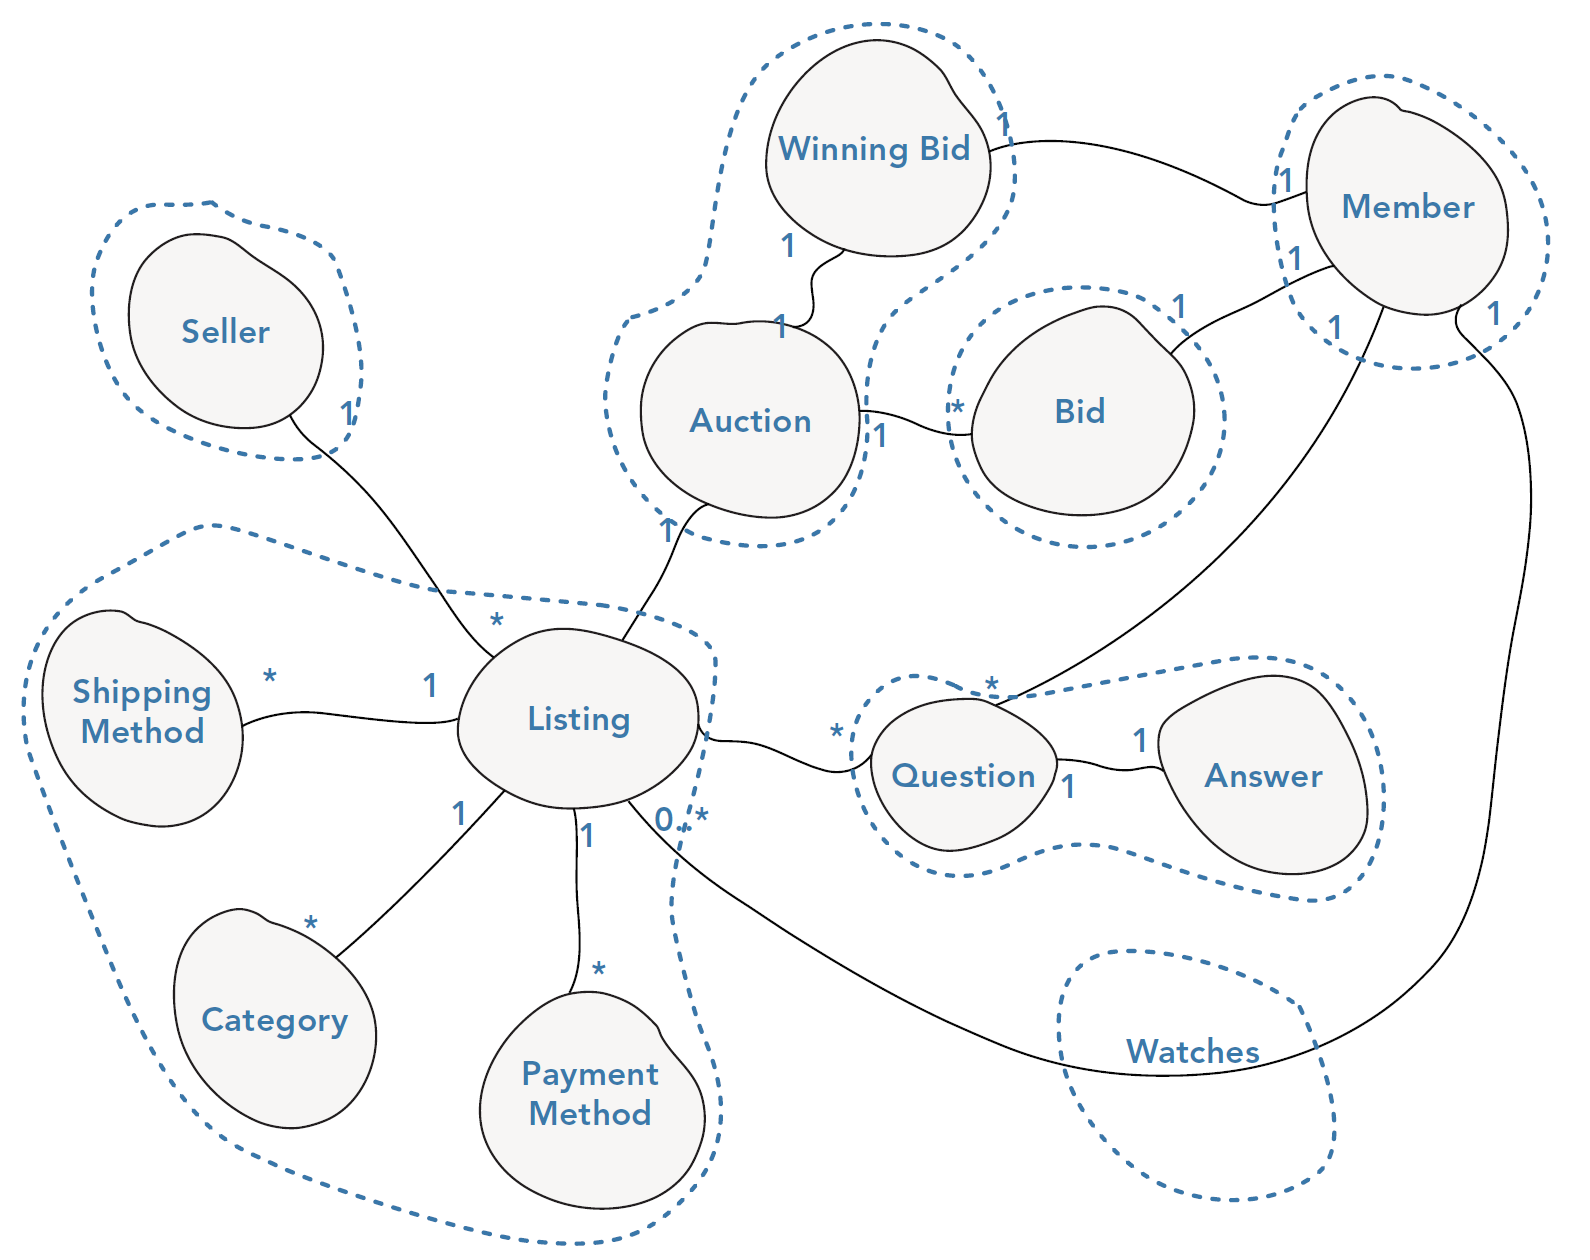 Winning Bid
1
1
Member
1
1
1
1
Seller
1
1
Auction
1
*
1
Bid
1
1
*
Shipping
Method
*
1
Listing
*
*
Question
1
1
Answer
1
*
1
*
0..*
Category
Payment
Method
Watches